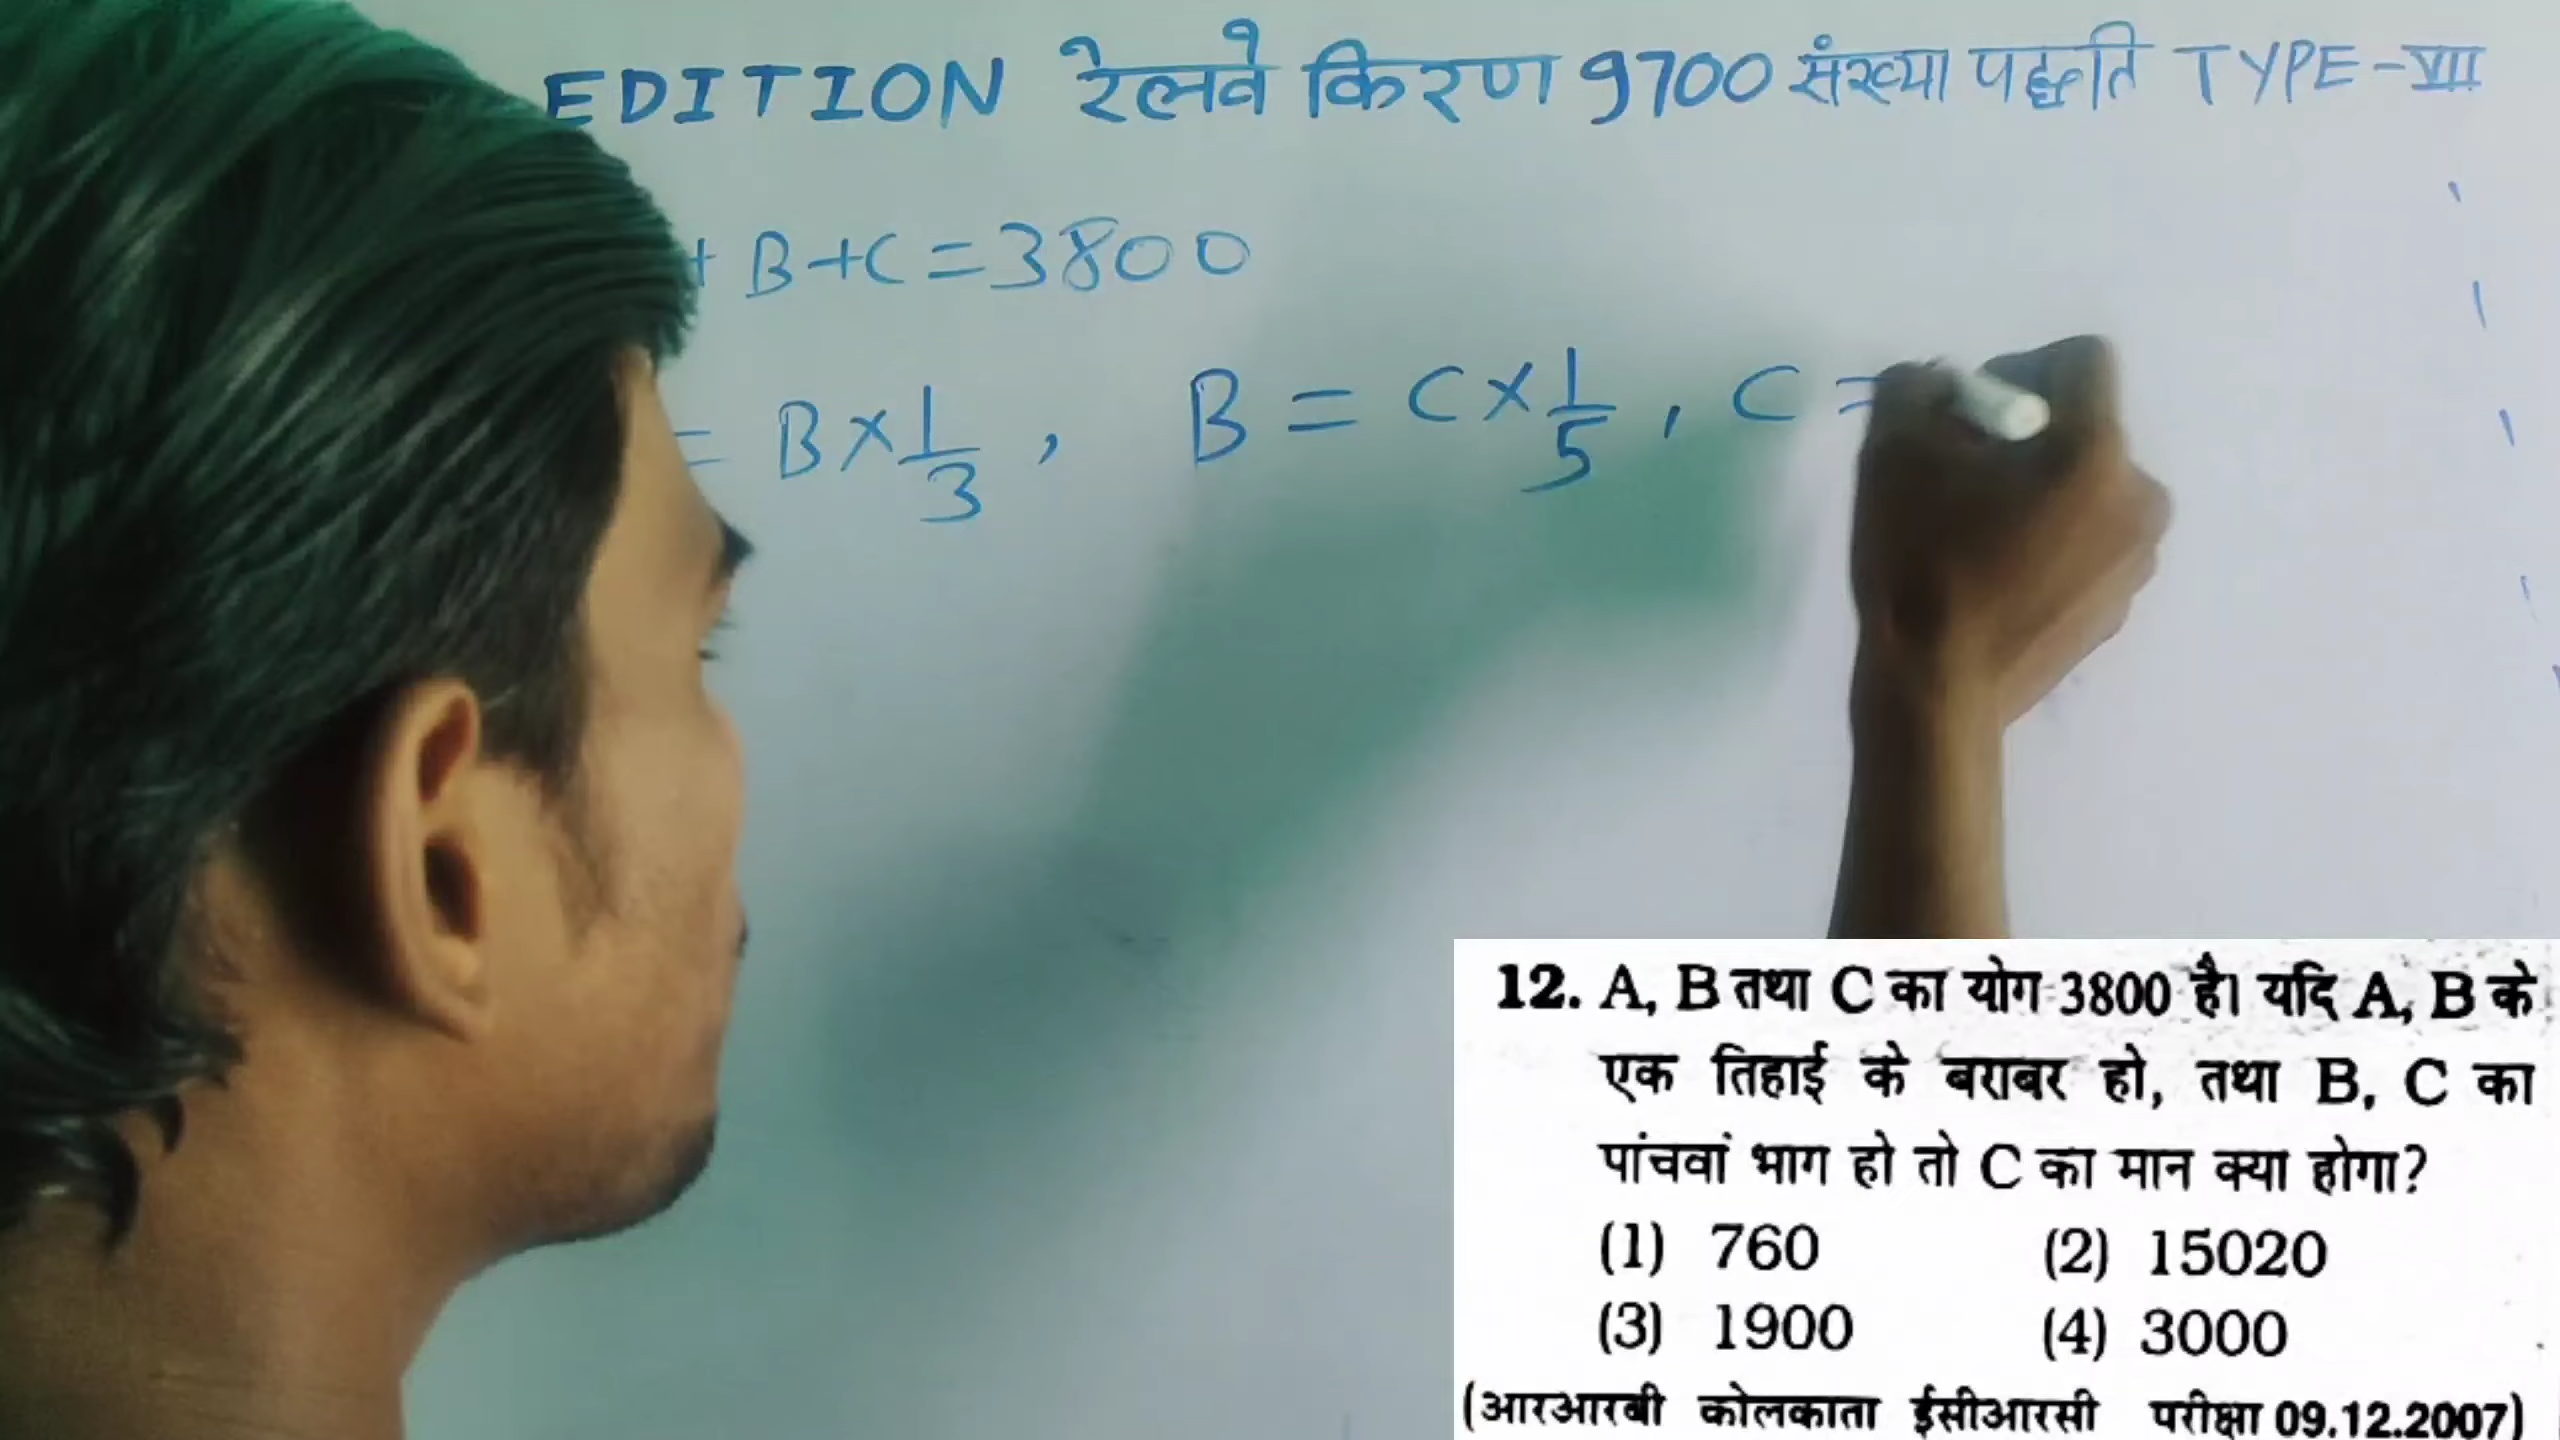 EDITION रेलवे किरण 9700 संख्या पद्धति TYPE-VII
+ B+C=3800
= B×1/3, B = C×1/5, C =
12. A, B तथा C का योग 3800 है। यदि A, B के
एक तिहाई के बराबर हो, तथा B, C का
पांचवां भाग हो तो C का मान क्या होगा?
(1) 760 (2) 15020
(3) 1900 (4) 3000
(आरआरबी कोलकाता ईसीआरसी परीक्षा 09.12.2007)